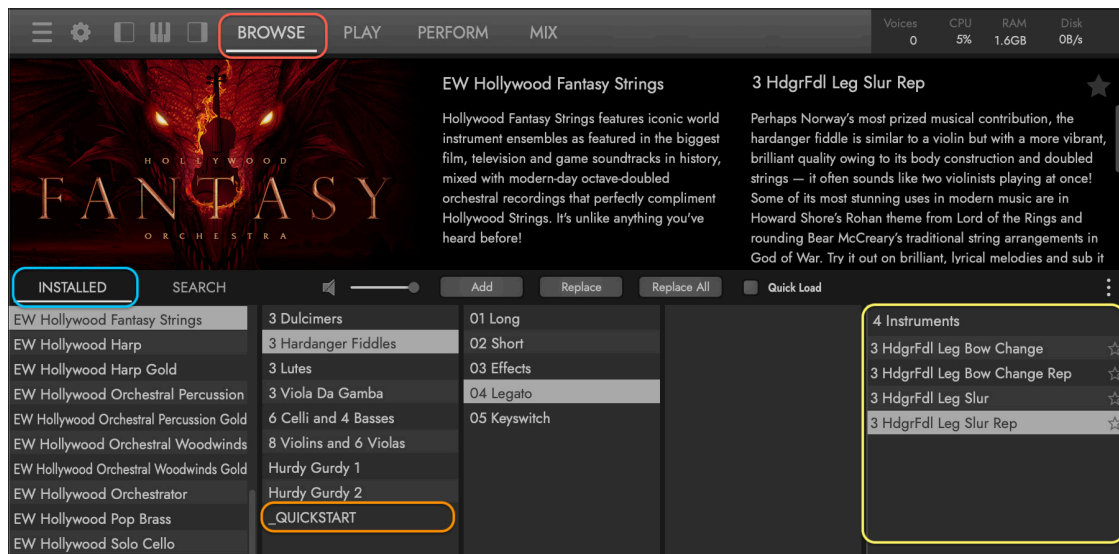 BROWSE PLAY PERFORM MIX
Voices CPU RAM Disk
0 5% 1.6GB 0B/s
HOLLYWOOD
FANTASY
ORCHESTRA
EW Hollywood Fantasy Strings
Hollywood Fantasy Strings features iconic world
instrument ensembles as featured in the biggest
film, television and game soundtracks in history,
mixed with modern-day octave-doubled
orchestral recordings that perfectly compliment
Hollywood Strings. It's unlike anything you've
heard before!
3 HdgrFdl Leg Slur Rep
Perhaps Norway's most prized musical contribution, the
hardanger fiddle is similar to a violin but with a more vibrant,
brilliant quality owing to its body construction and doubled
strings — it often sounds like two violinists playing at once!
Some of its most stunning uses in modern music are in
Howard Shore's Rohan theme from Lord of the Rings and
rounding Bear McCreary's traditional string arrangements in
God of War. Try it out on brilliant, lyrical melodies and sub it
INSTALLED SEARCH Add Replace Replace All Quick Load
EW Hollywood Fantasy Strings
EW Hollywood Harp
EW Hollywood Harp Gold
EW Hollywood Orchestral Percussion
EW Hollywood Orchestral Percussion Gold
EW Hollywood Orchestral Woodwinds
EW Hollywood Orchestral Woodwinds Gold
EW Hollywood Orchestrator
EW Hollywood Pop Brass
EW Hollywood Solo Cello
3 Dulcimers
3 Hardanger Fiddles
3 Lutes
3 Viola Da Gamba
6 Celli and 4 Basses
8 Violins and 6 Violas
Hurdy Gurdy 1
Hurdy Gurdy 2
_QUICKSTART
01 Long
02 Short
03 Effects
04 Legato
05 Keyswitch
4 Instruments
3 HdgrFdl Leg Bow Change
3 HdgrFdl Leg Bow Change Rep
3 HdgrFdl Leg Slur
3 HdgrFdl Leg Slur Rep